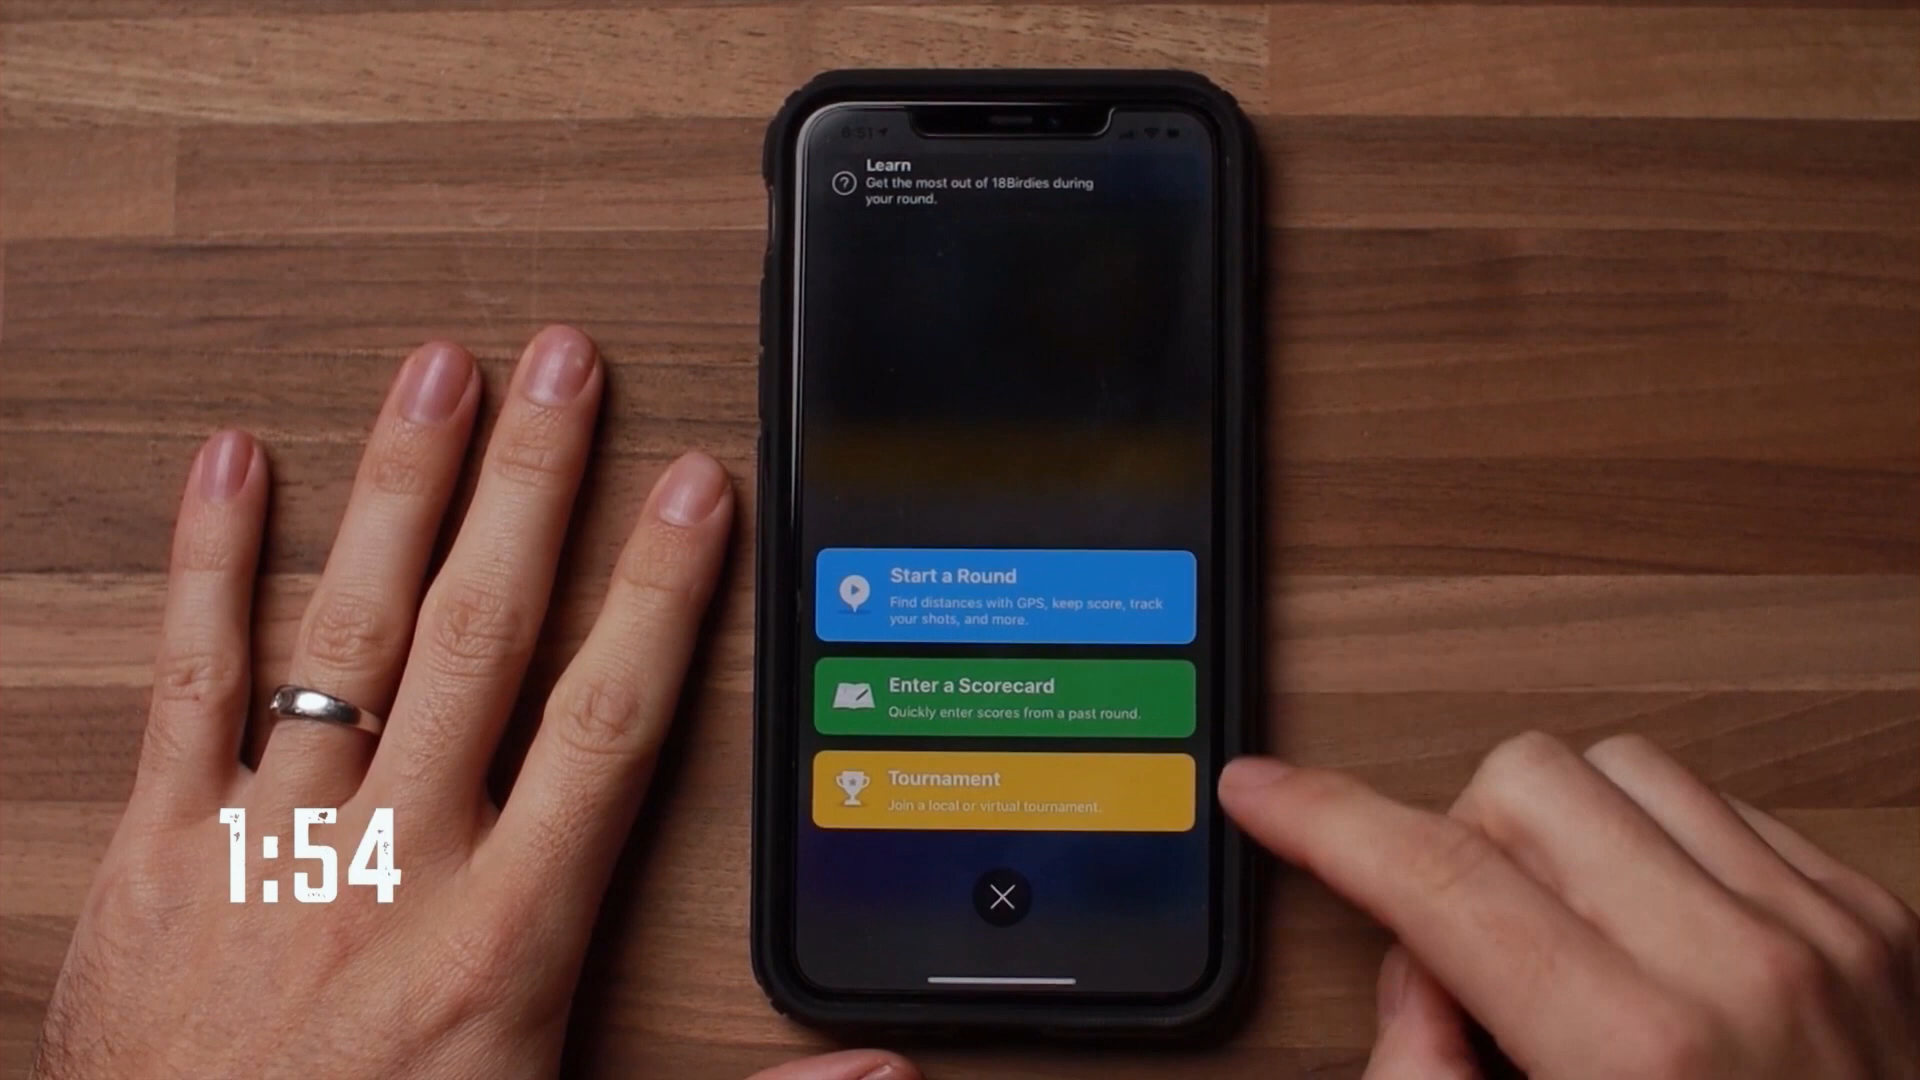 6:51
Learn
Get the most out of 18Birdies during
your round.
Start a Round
Find distances with GPS, keep score, track
your shots, and more.
Enter a Scorecard
Quickly enter scores from a past round.
Tournament
Join a local or virtual tournament.
1:54